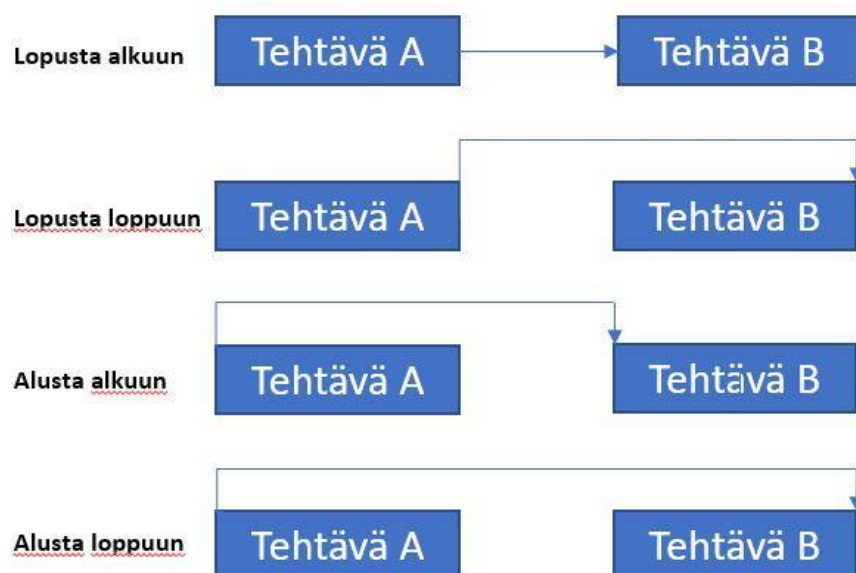 Lopusta alkuun Tehtävä A Tehtävä B
Lopusta loppuun Tehtävä A Tehtävä B
Alusta alkuun Tehtävä A Tehtävä B
Alusta loppuun Tehtävä A Tehtävä B